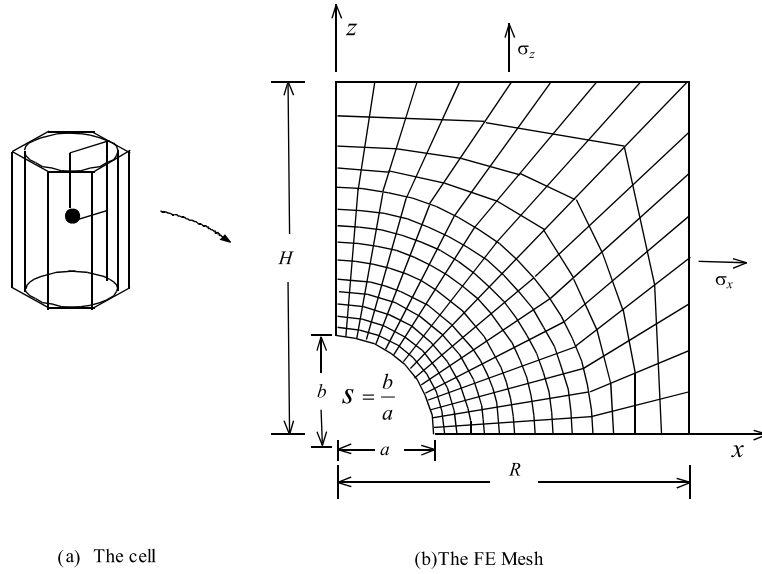 z
σz
H
σx
b
S = b/a
a
x
R
(a) The cell
(b)The FE Mesh